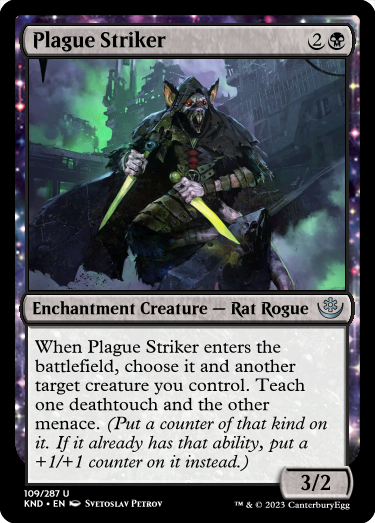 Plague Striker 2
Enchantment Creature — Rat Rogue
When Plague Striker enters the
battlefield, choose it and another
target creature you control. Teach
one deathtouch and the other
menace. (Put a counter of that kind on
it. If it already has that ability, put a
+1/+1 counter on it instead.)
3/2
109/287 U
KND • EN Svetoslav Petrov
™ & © 2023 CanterburyEgg